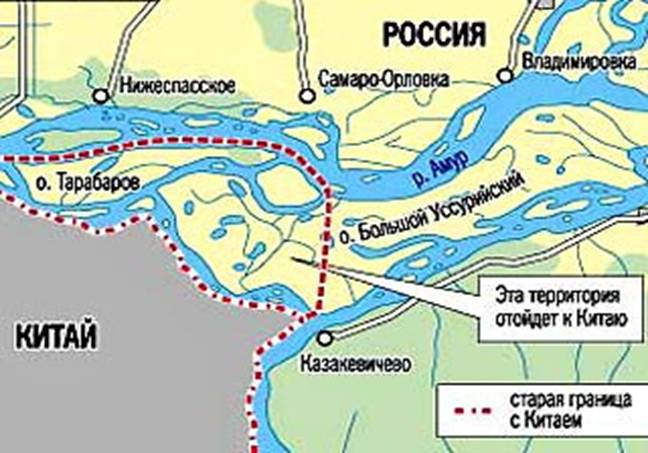 РОССИЯ
Владимировка
Нижеспасское
Самаро-Орловка
р. Амур
о. Тарабаров
о. Большой Уссурийский
Эта территория
отойдет к Китаю
КИТАЙ
Казакевичево
старая граница
с Китаем